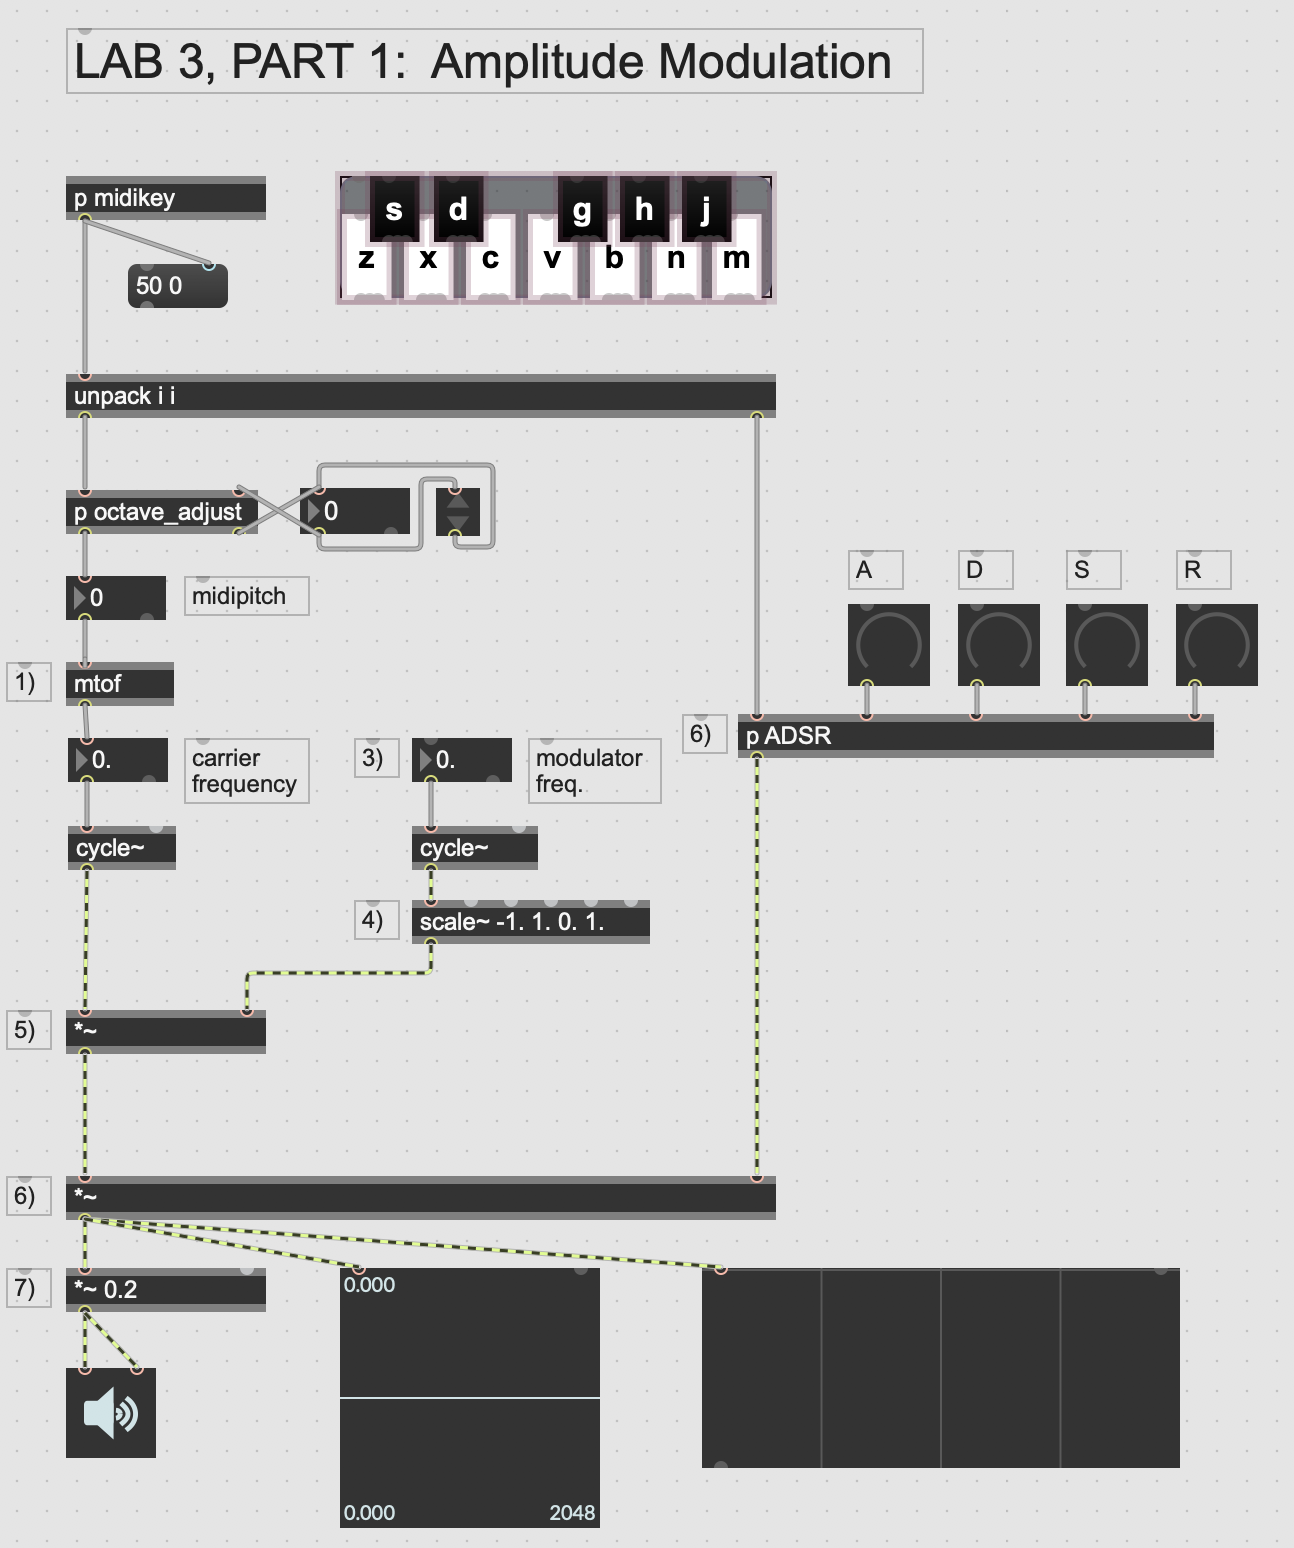 LAB 3, PART 1:  Amplitude Modulation
p midikey
50 0
s d g h j
z x c v b n m
unpack i i
p octave_adjust
0
0
midipitch
1)
mtof
A
D
S
R
0.
carrier
frequency
3)
0.
modulator
freq.
6)
p ADSR
cycle~
cycle~
4)
scale~ -1. 1. 0. 1.
5)
*~
6)
*~
7)
*~ 0.2
0.000
0.000
2048